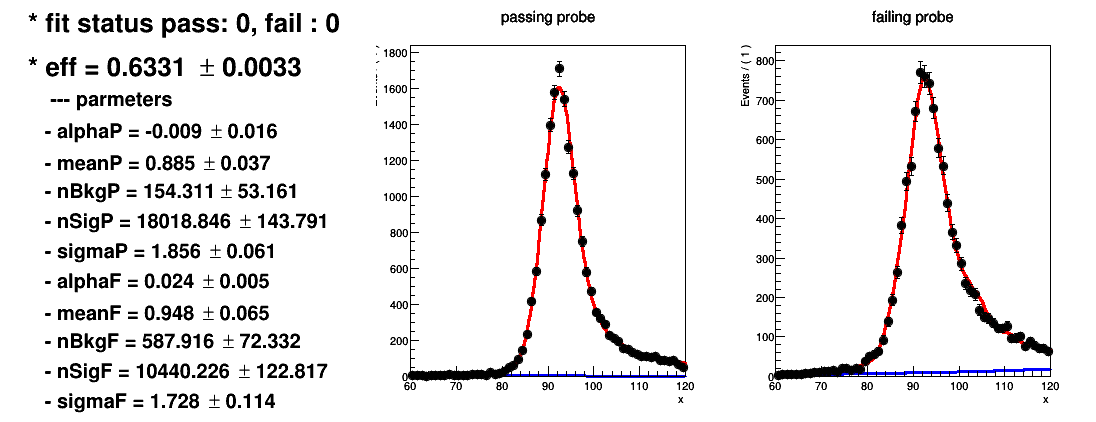 * fit status pass: 0, fail : 0
* eff = 0.6331 ± 0.0033
--- parmeters
- alphaP = -0.009 ± 0.016
- meanP = 0.885 ± 0.037
- nBkgP = 154.311 ± 53.161
- nSigP = 18018.846 ± 143.791
- sigmaP = 1.856 ± 0.061
- alphaF = 0.024 ± 0.005
- meanF = 0.948 ± 0.065
- nBkgF = 587.916 ± 72.332
- nSigF = 10440.226 ± 122.817
- sigmaF = 1.728 ± 0.114
passing probe
1800
1600
1400
1200
1000
800
600
400
200
0
60 70 80 90 100 110 120
x
failing probe
Events / ( 1 )
800
700
600
500
400
300
200
100
0
60 70 80 90 100 110 120
x